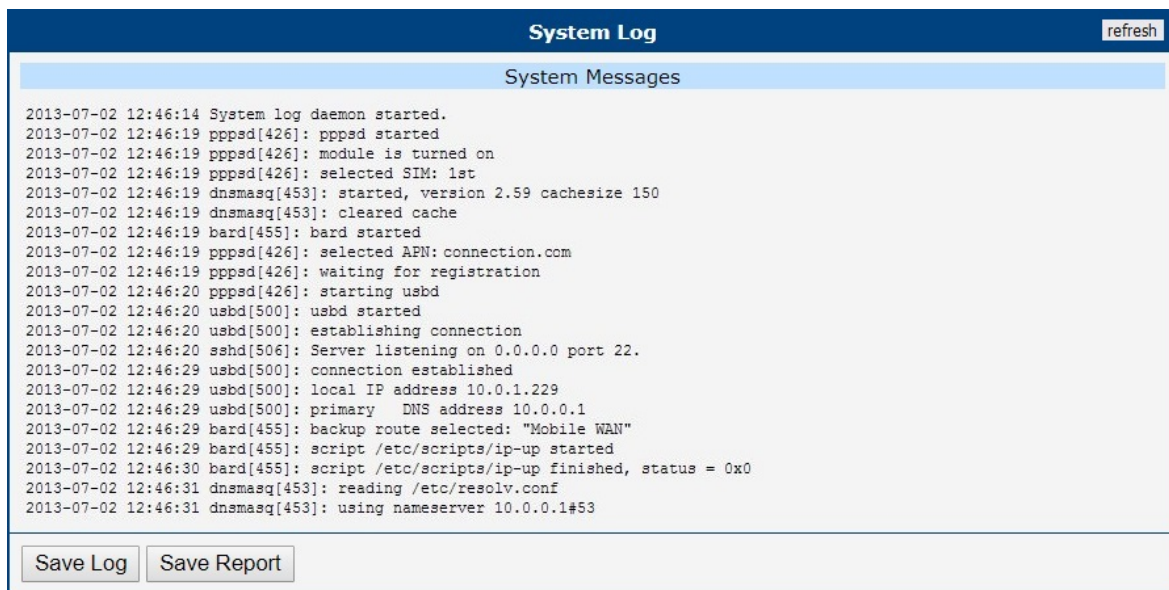 System Log
refresh
System Messages
2013-07-02 12:46:14 System log daemon started.
2013-07-02 12:46:19 pppsd[426]: pppsd started
2013-07-02 12:46:19 pppsd[426]: module is turned on
2013-07-02 12:46:19 pppsd[426]: selected SIM: 1st
2013-07-02 12:46:19 dnsmasq[453]: started, version 2.59 cachesize 150
2013-07-02 12:46:19 dnsmasq[453]: cleared cache
2013-07-02 12:46:19 bard[455]: bard started
2013-07-02 12:46:19 pppsd[426]: selected APN: connection.com
2013-07-02 12:46:19 pppsd[426]: waiting for registration
2013-07-02 12:46:20 pppsd[426]: starting usbd
2013-07-02 12:46:20 usbd[500]: usbd started
2013-07-02 12:46:20 usbd[500]: establishing connection
2013-07-02 12:46:20 sshd[506]: Server listening on 0.0.0.0 port 22.
2013-07-02 12:46:29 usbd[500]: connection established
2013-07-02 12:46:29 usbd[500]: local IP address 10.0.1.229
2013-07-02 12:46:29 usbd[500]: primary   DNS address 10.0.0.1
2013-07-02 12:46:29 bard[455]: backup route selected: "Mobile WAN"
2013-07-02 12:46:29 bard[455]: script /etc/scripts/ip-up started
2013-07-02 12:46:30 bard[455]: script /etc/scripts/ip-up finished, status = 0x0
2013-07-02 12:46:31 dnsmasq[453]: reading /etc/resolv.conf
2013-07-02 12:46:31 dnsmasq[453]: using nameserver 10.0.0.1#53
Save Log
Save Report